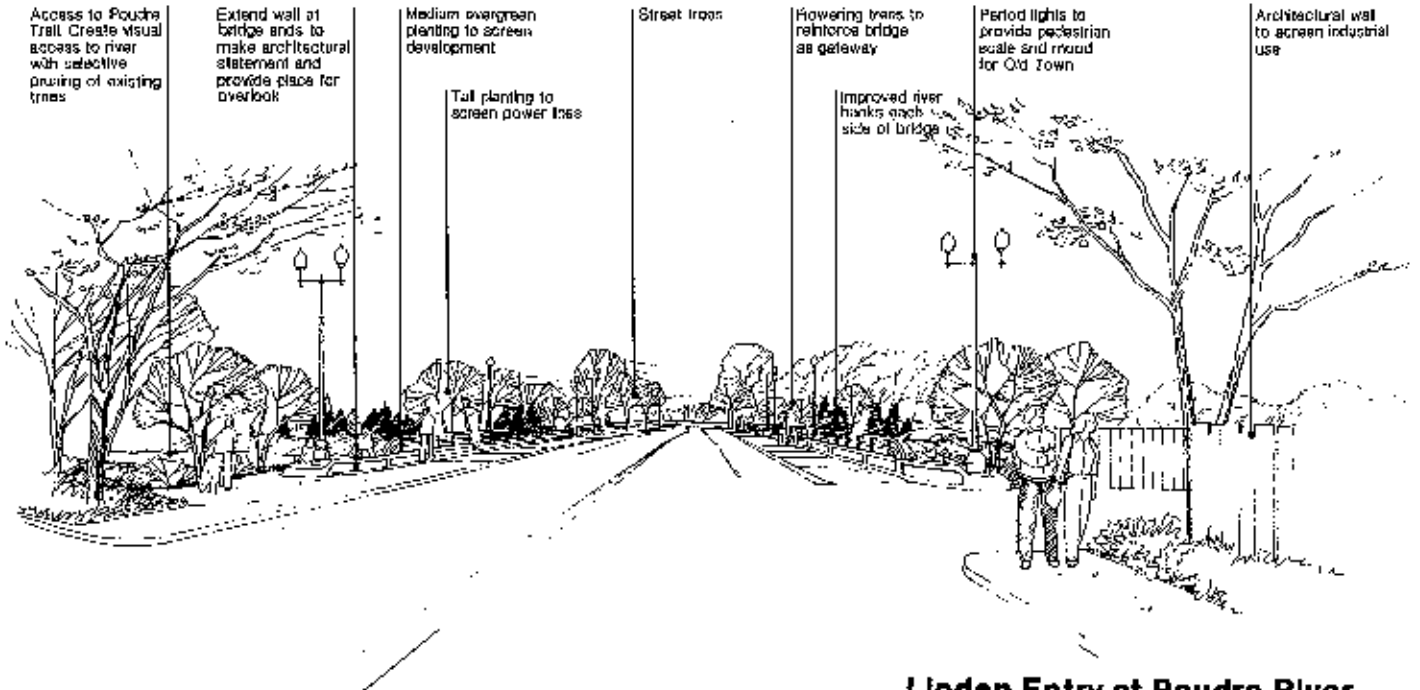 Access to Poudre
Trail. Create visual
access to river
with selective
pruning of existing
trees
Extend wall at
bridge ends to
make architectural
statement and
provide place for
overlook
Medium evergreen
planting to screen
development
Tall planting to
screen power lines
Street trees
Flowering trees to
reinforce bridge
as gateway
Improved river
banks each
side of bridge
Period lights to
provide pedestrian
scale and mood
for Old Town
Architectural wall
to screen industrial
use
Linden Entry at Poudre River